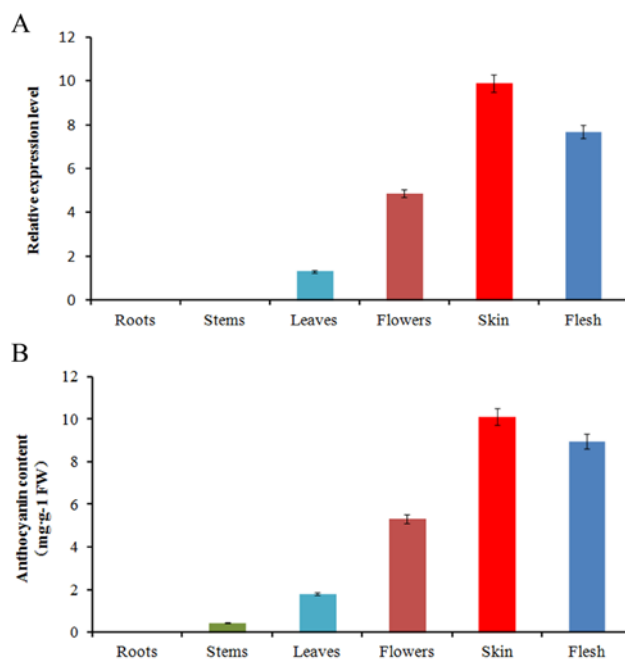 A
Relative expression level
12
10
8
6
4
2
0
Roots Stems Leaves Flowers Skin Flesh
B
Anthocyanin content
(mg·g-1 FW)
12
10
8
6
4
2
0
Roots Stems Leaves Flowers Skin Flesh